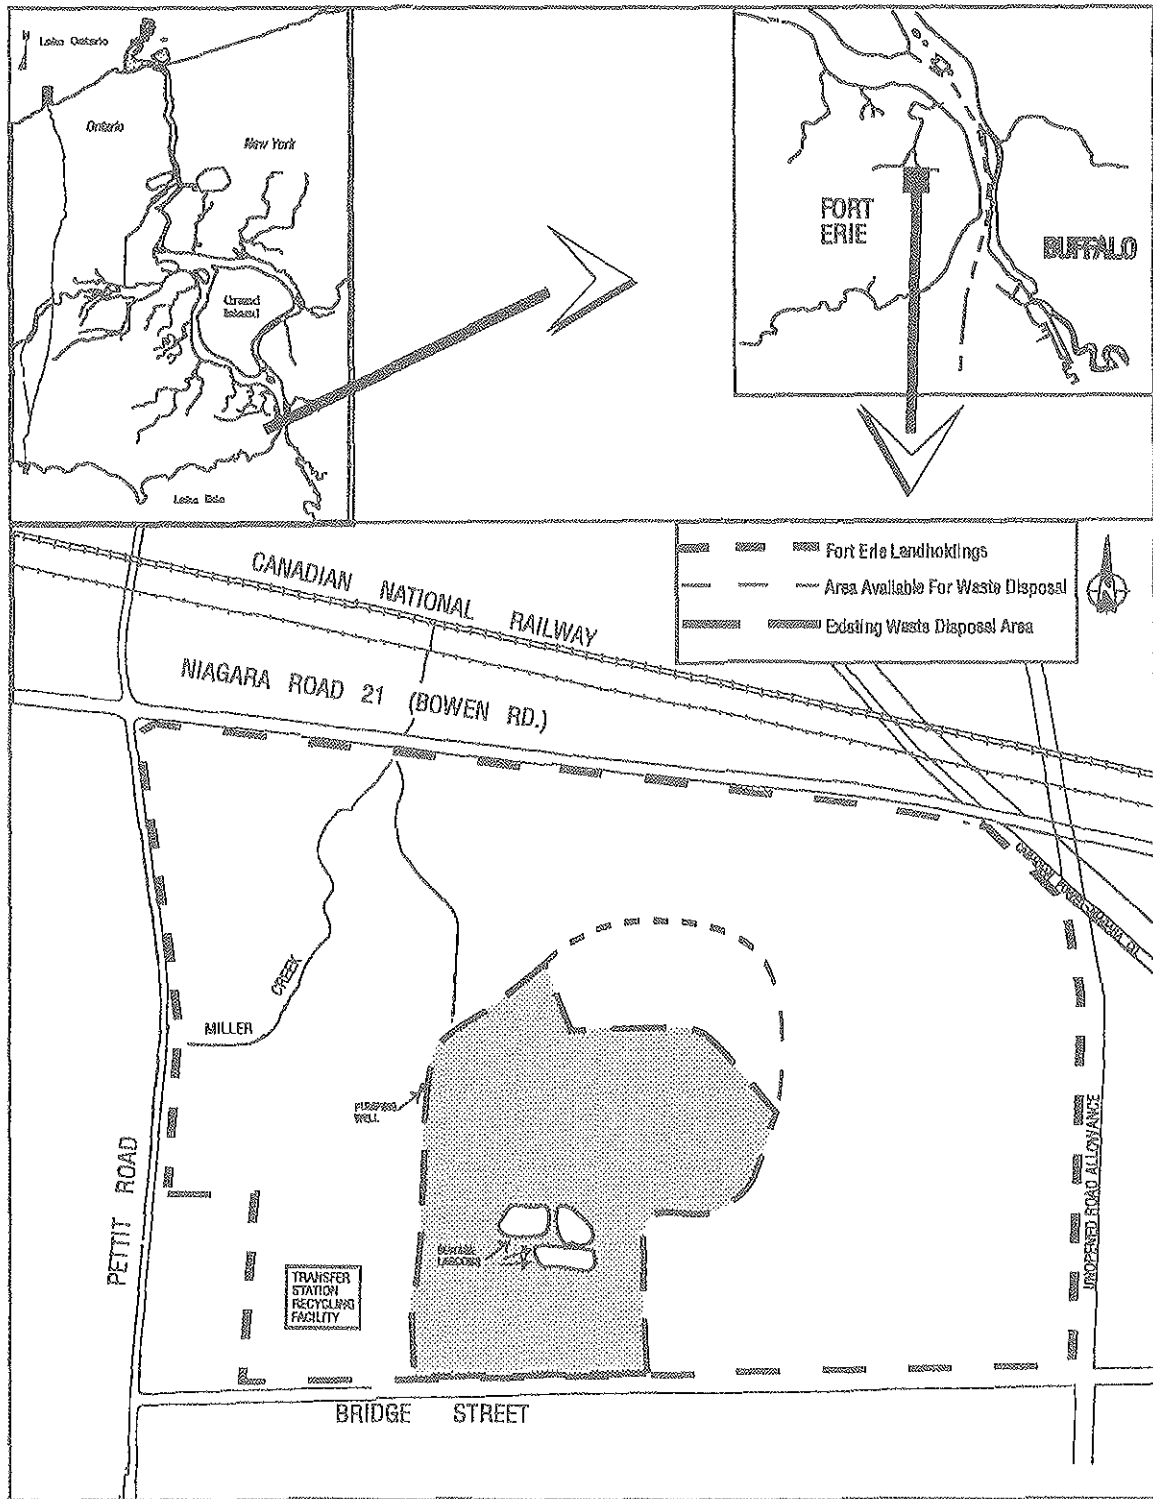 N
Lake Ontario
Ontario
New York
Grand
Island
Lake Erie
FORT
ERIE
BUFFALO
Fort Erie Landholdings
Area Available For Waste Disposal
Existing Waste Disposal Area
CANADIAN NATIONAL RAILWAY
NIAGARA ROAD 21 (BOWEN RD.)
CREEK
MILLER
PUMPING
WELL
PETTIT ROAD
UNOPENED ROAD ALLOWANCE
LAGOONS
TRANSFER
STATION
RECYCLING
FACILITY
BRIDGE STREET